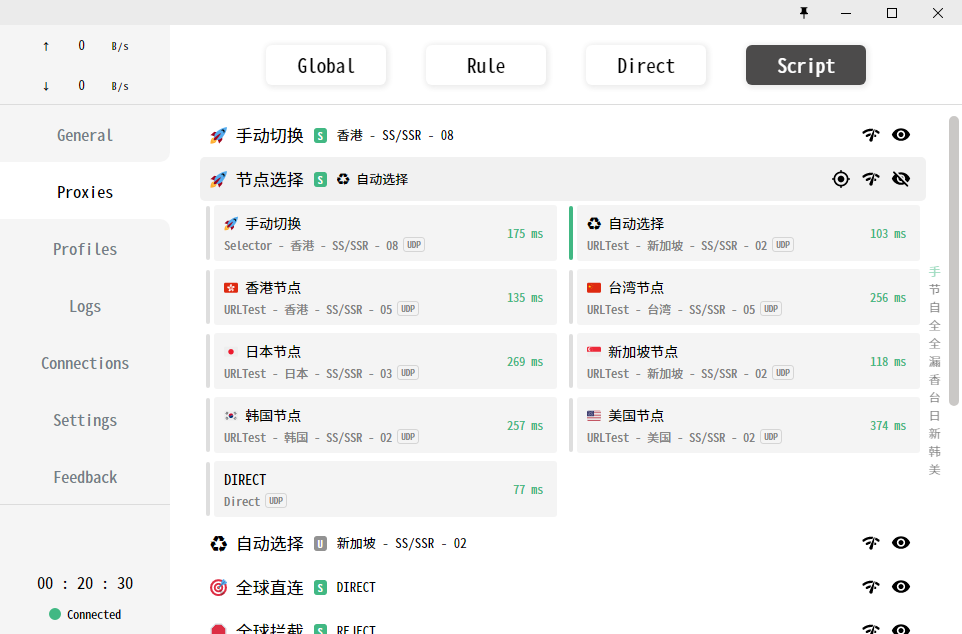 ↑ 0 B/s
↓ 0 B/s
General
Proxies
Profiles
Logs
Connections
Settings
Feedback
00 : 20 : 30
Connected
Global Rule Direct Script
手动切换 S 香港 - SS/SSR - 08
节点选择 S 自动选择
手动切换
Selector - 香港 - SS/SSR - 08 UDP
175 ms
自动选择
URLTest - 新加坡 - SS/SSR - 02 UDP
103 ms
香港节点
URLTest - 香港 - SS/SSR - 05 UDP
135 ms
台湾节点
URLTest - 台湾 - SS/SSR - 05 UDP
256 ms
日本节点
URLTest - 日本 - SS/SSR - 03 UDP
269 ms
新加坡节点
URLTest - 新加坡 - SS/SSR - 02 UDP
118 ms
韩国节点
URLTest - 韩国 - SS/SSR - 02 UDP
257 ms
美国节点
URLTest - 美国 - SS/SSR - 02 UDP
374 ms
DIRECT
Direct UDP
77 ms
自动选择 U 新加坡 - SS/SSR - 02
全球直连 S DIRECT
全球拦截 S REJECT
手
节
自
全
全
漏
香
台
日
新
韩
美